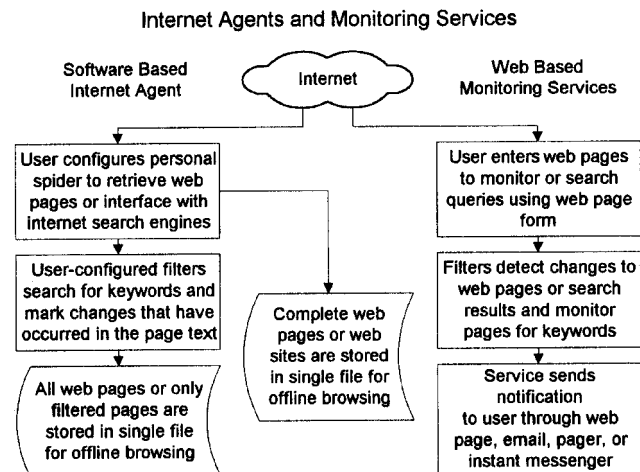 Internet Agents and Monitoring Services
Software Based
Internet Agent
Internet
Web Based
Monitoring Services
User configures personal
spider to retrieve web
pages or interface with
internet search engines
User-configured filters
search for keywords and
mark changes that have
occurred in the page text
All web pages or only
filtered pages are
stored in single file
for offline browsing
Complete web
pages or web
sites are stored
in single file for
offline browsing
User enters web pages
to monitor or search
queries using web page
form
Filters detect changes to
web pages or search
results and monitor
pages for keywords
Service sends
notification
to user through web
page, email, pager, or
instant messenger